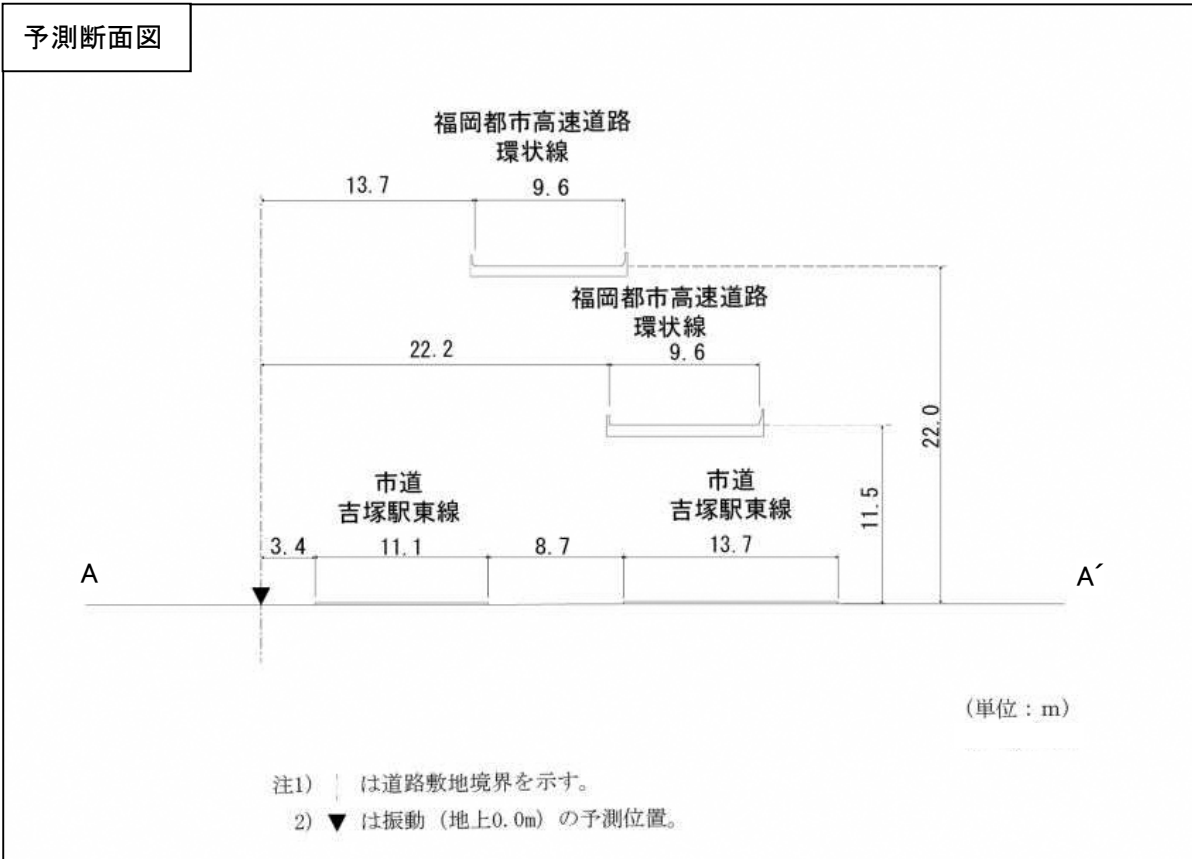 予測断面図
福岡都市高速道路
環状線
13.7
9.6
福岡都市高速道路
環状線
22.2
9.6
22.0
11.5
市道
吉塚駅東線
市道
吉塚駅東線
3.4
11.1
8.7
13.7
A
A´
(単位：m)
注1) ¦ は道路敷地境界を示す。
2) ▼ は振動（地上0.0m）の予測位置。